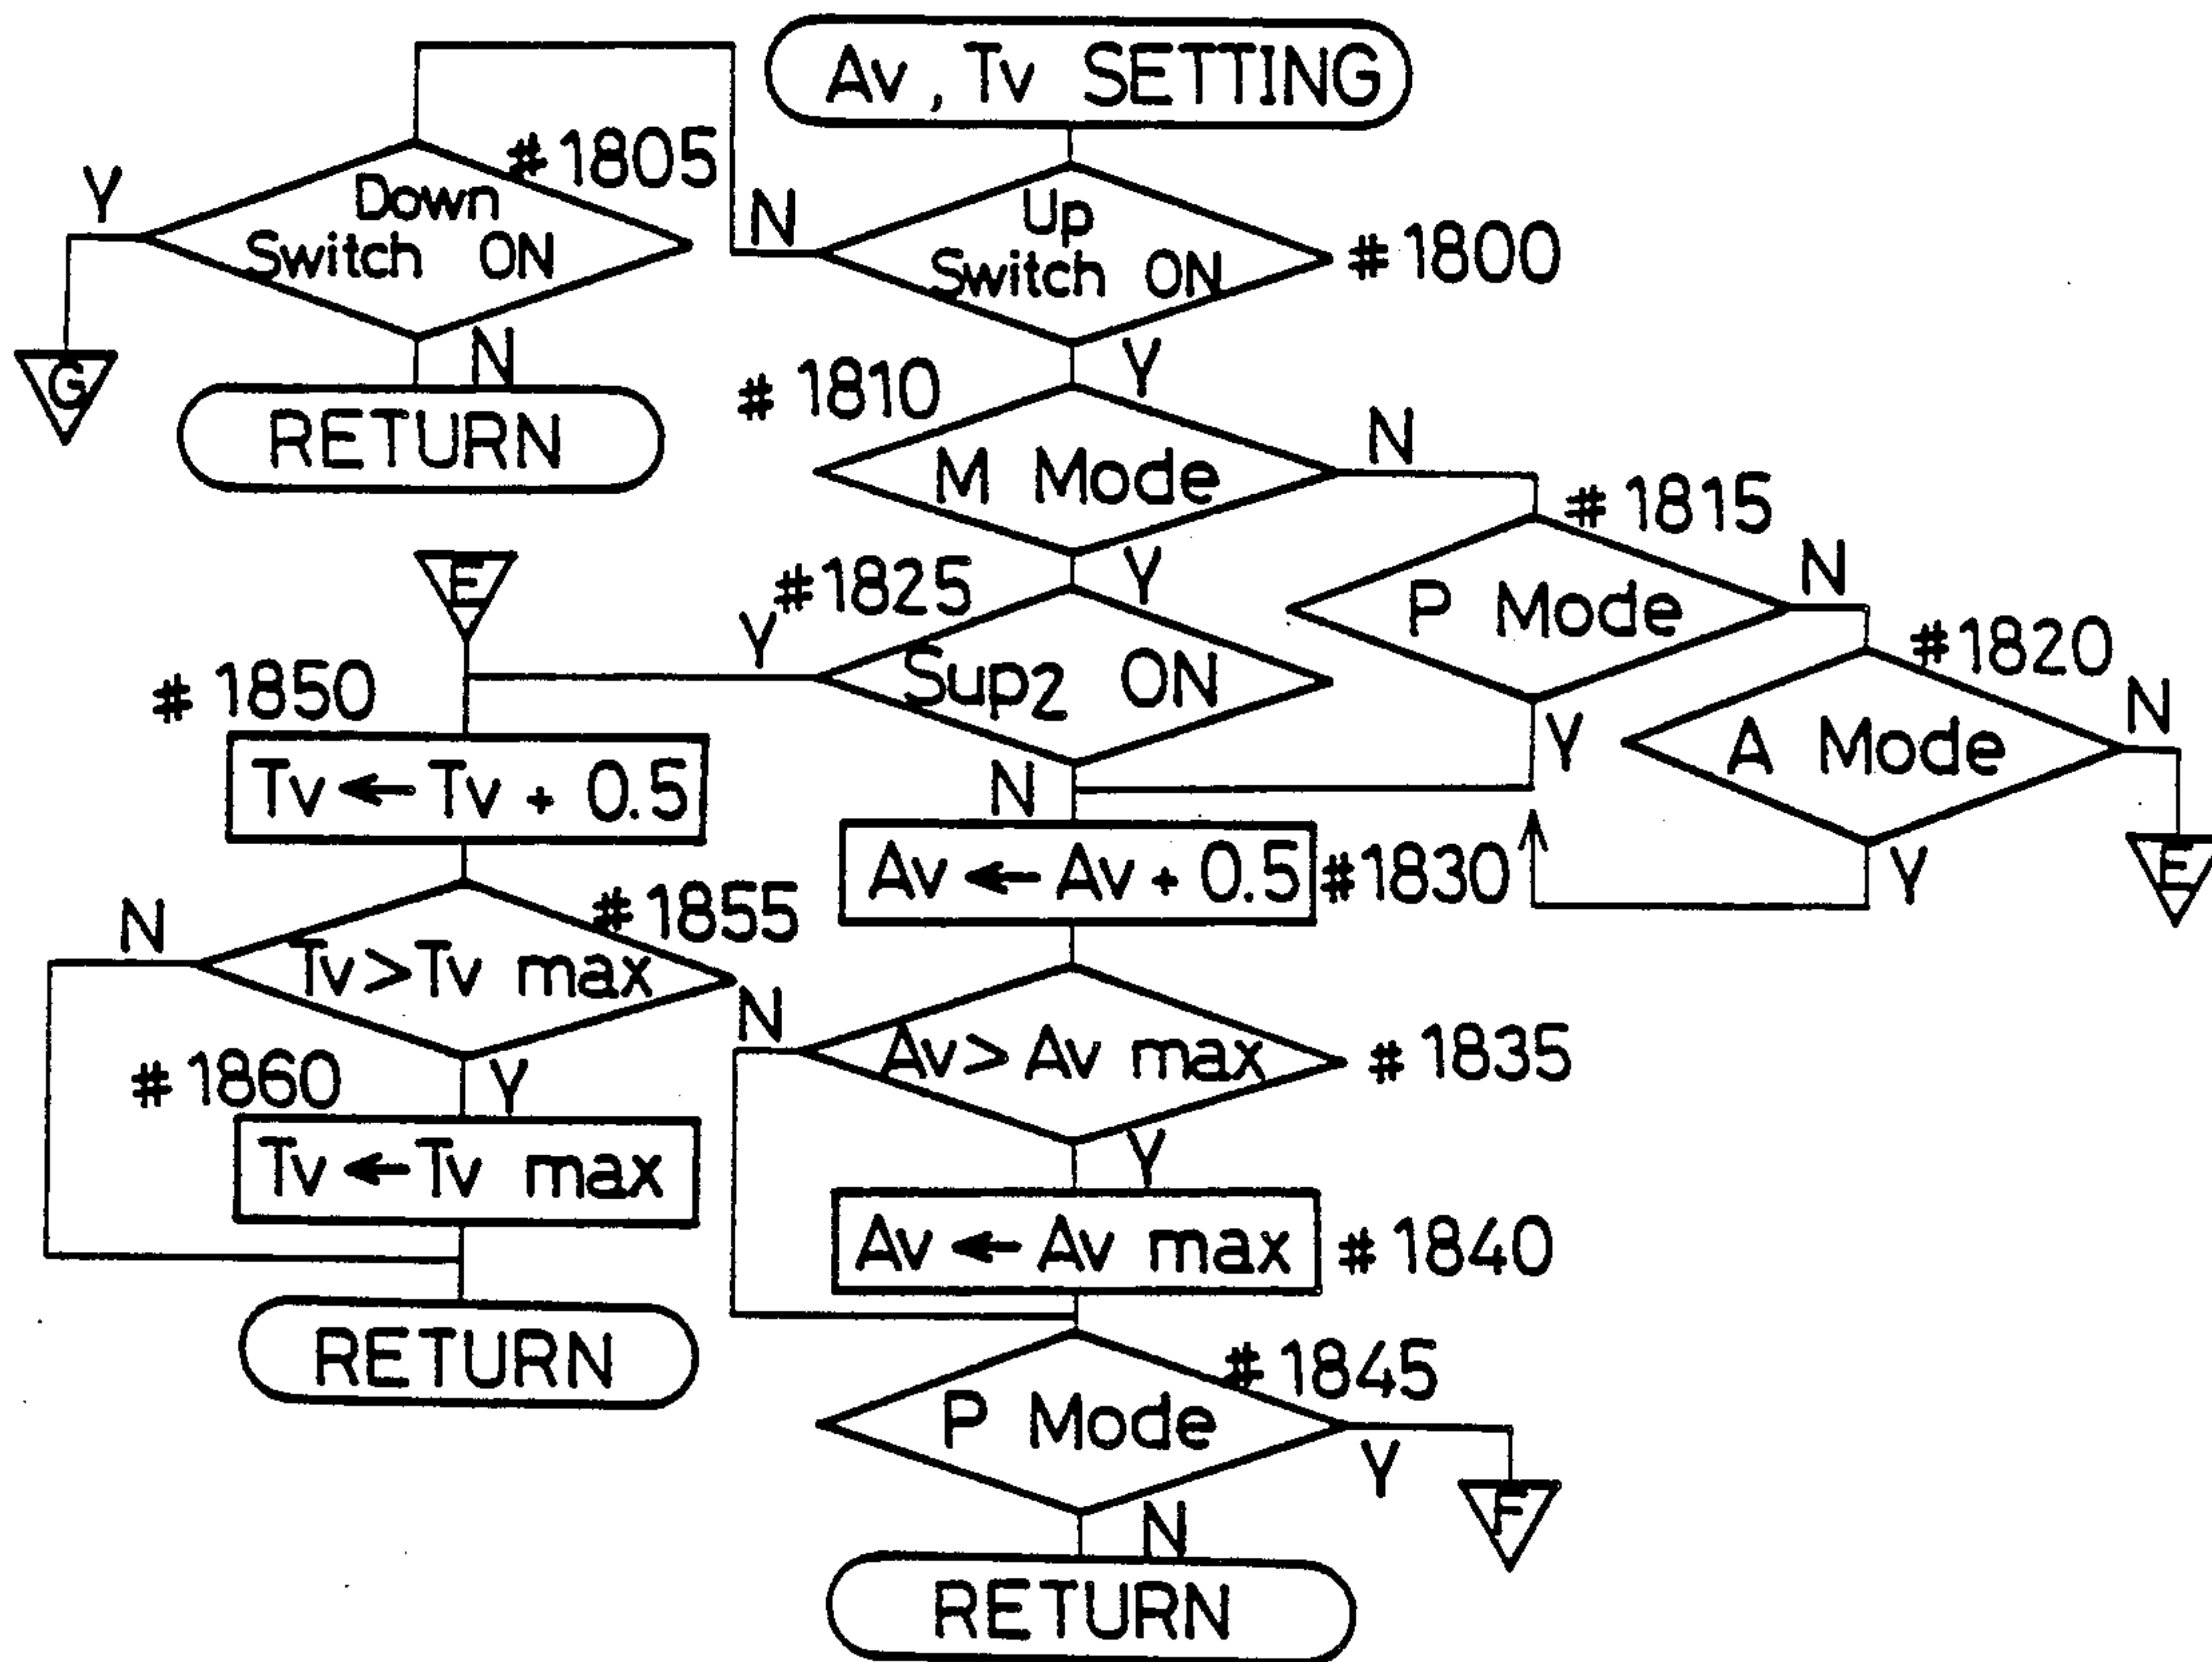 Av, Tv SETTING
#1805
Y
Down
Switch ON
N
Up
Switch ON
#1800
G
N
RETURN
Y
#1810
M Mode
N
#1815
P Mode
N
Y
E
#1825
Y
Sup2 ON
#1820
A Mode
N
Y
#1850
Tv ← Tv + 0.5
N
Av ← Av + 0.5
#1830
Y
E
#1855
N
Tv > Tv max
N
Av > Av max
#1835
#1860
Y
Y
Tv ← Tv max
Av ← Av max
#1840
RETURN
#1845
P Mode
Y
F
N
RETURN